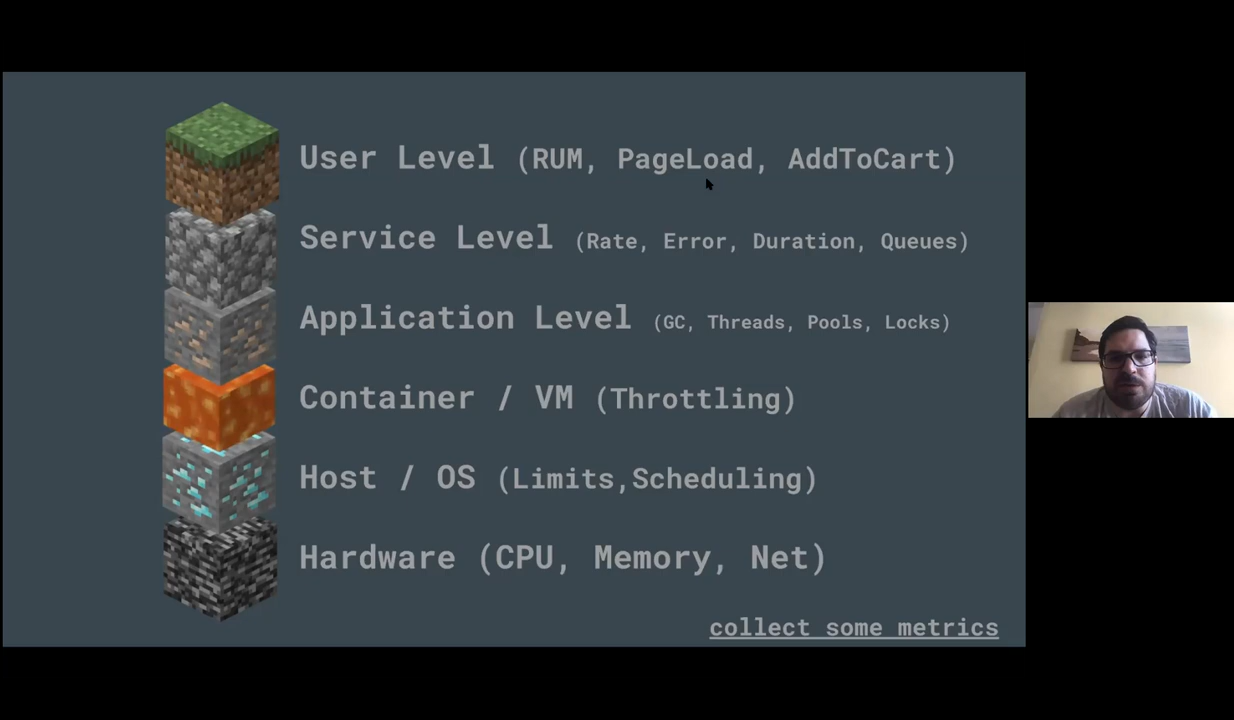 User Level (RUM, PageLoad, AddToCart)
Service Level (Rate, Error, Duration, Queues)
Application Level (GC, Threads, Pools, Locks)
Container / VM (Throttling)
Host / OS (Limits,Scheduling)
Hardware (CPU, Memory, Net)
collect some metrics